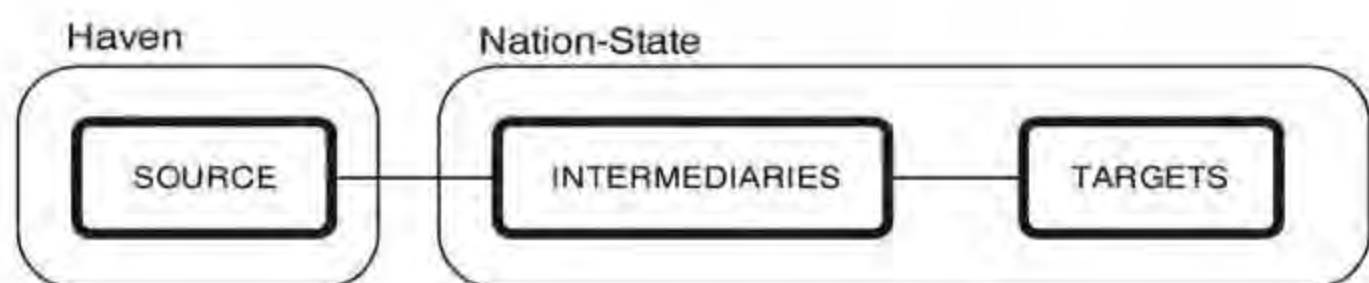 Haven
Nation-State
SOURCE
INTERMEDIARIES
TARGETS